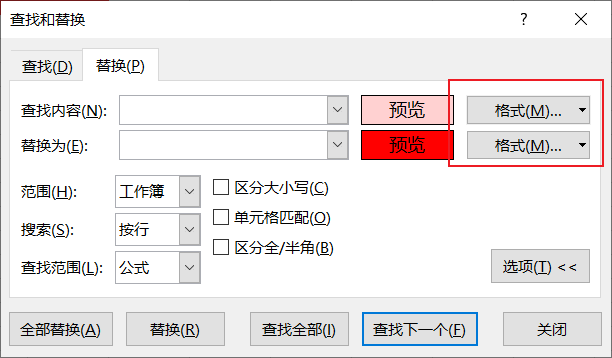 查找和替换
查找(D) 替换(P)
查找内容(N): 预览 格式(M)...
替换为(E): 预览 格式(M)...
范围(H): 工作簿 区分大小写(C)
搜索(S): 按行 单元格匹配(O)
查找范围(L): 公式 区分全/半角(B)
选项(T) <<
全部替换(A) 替换(R) 查找全部(I) 查找下一个(F) 关闭